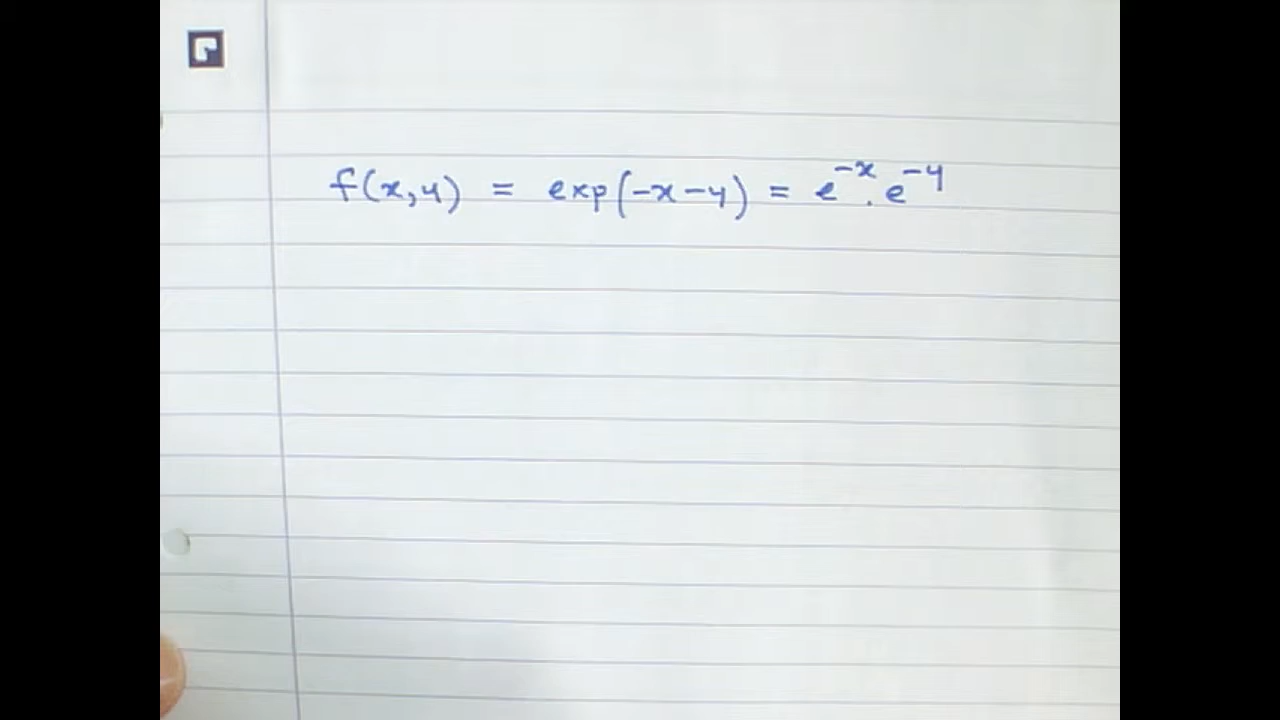 f(x,y) = exp(-x-y) = e^{-x} . e^{-y}